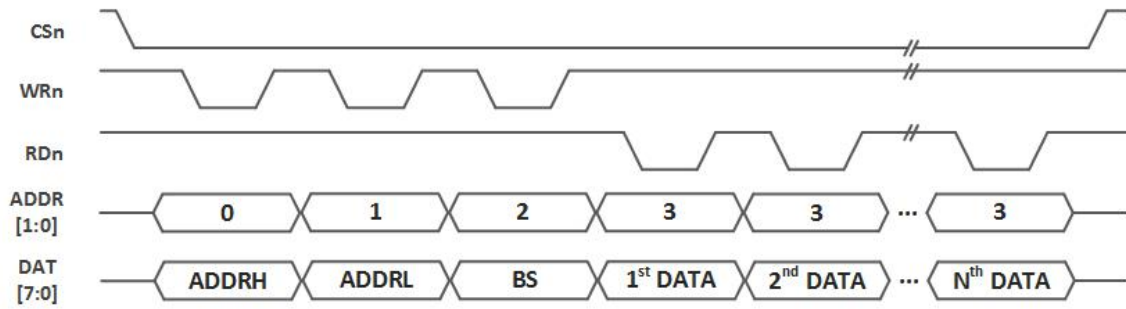 CSn
WRn
RDn
ADDR
[1:0]
0 1 2 3 3 ... 3
DAT
[7:0]
ADDRH ADDRL BS 1st DATA 2nd DATA ... Nth DATA